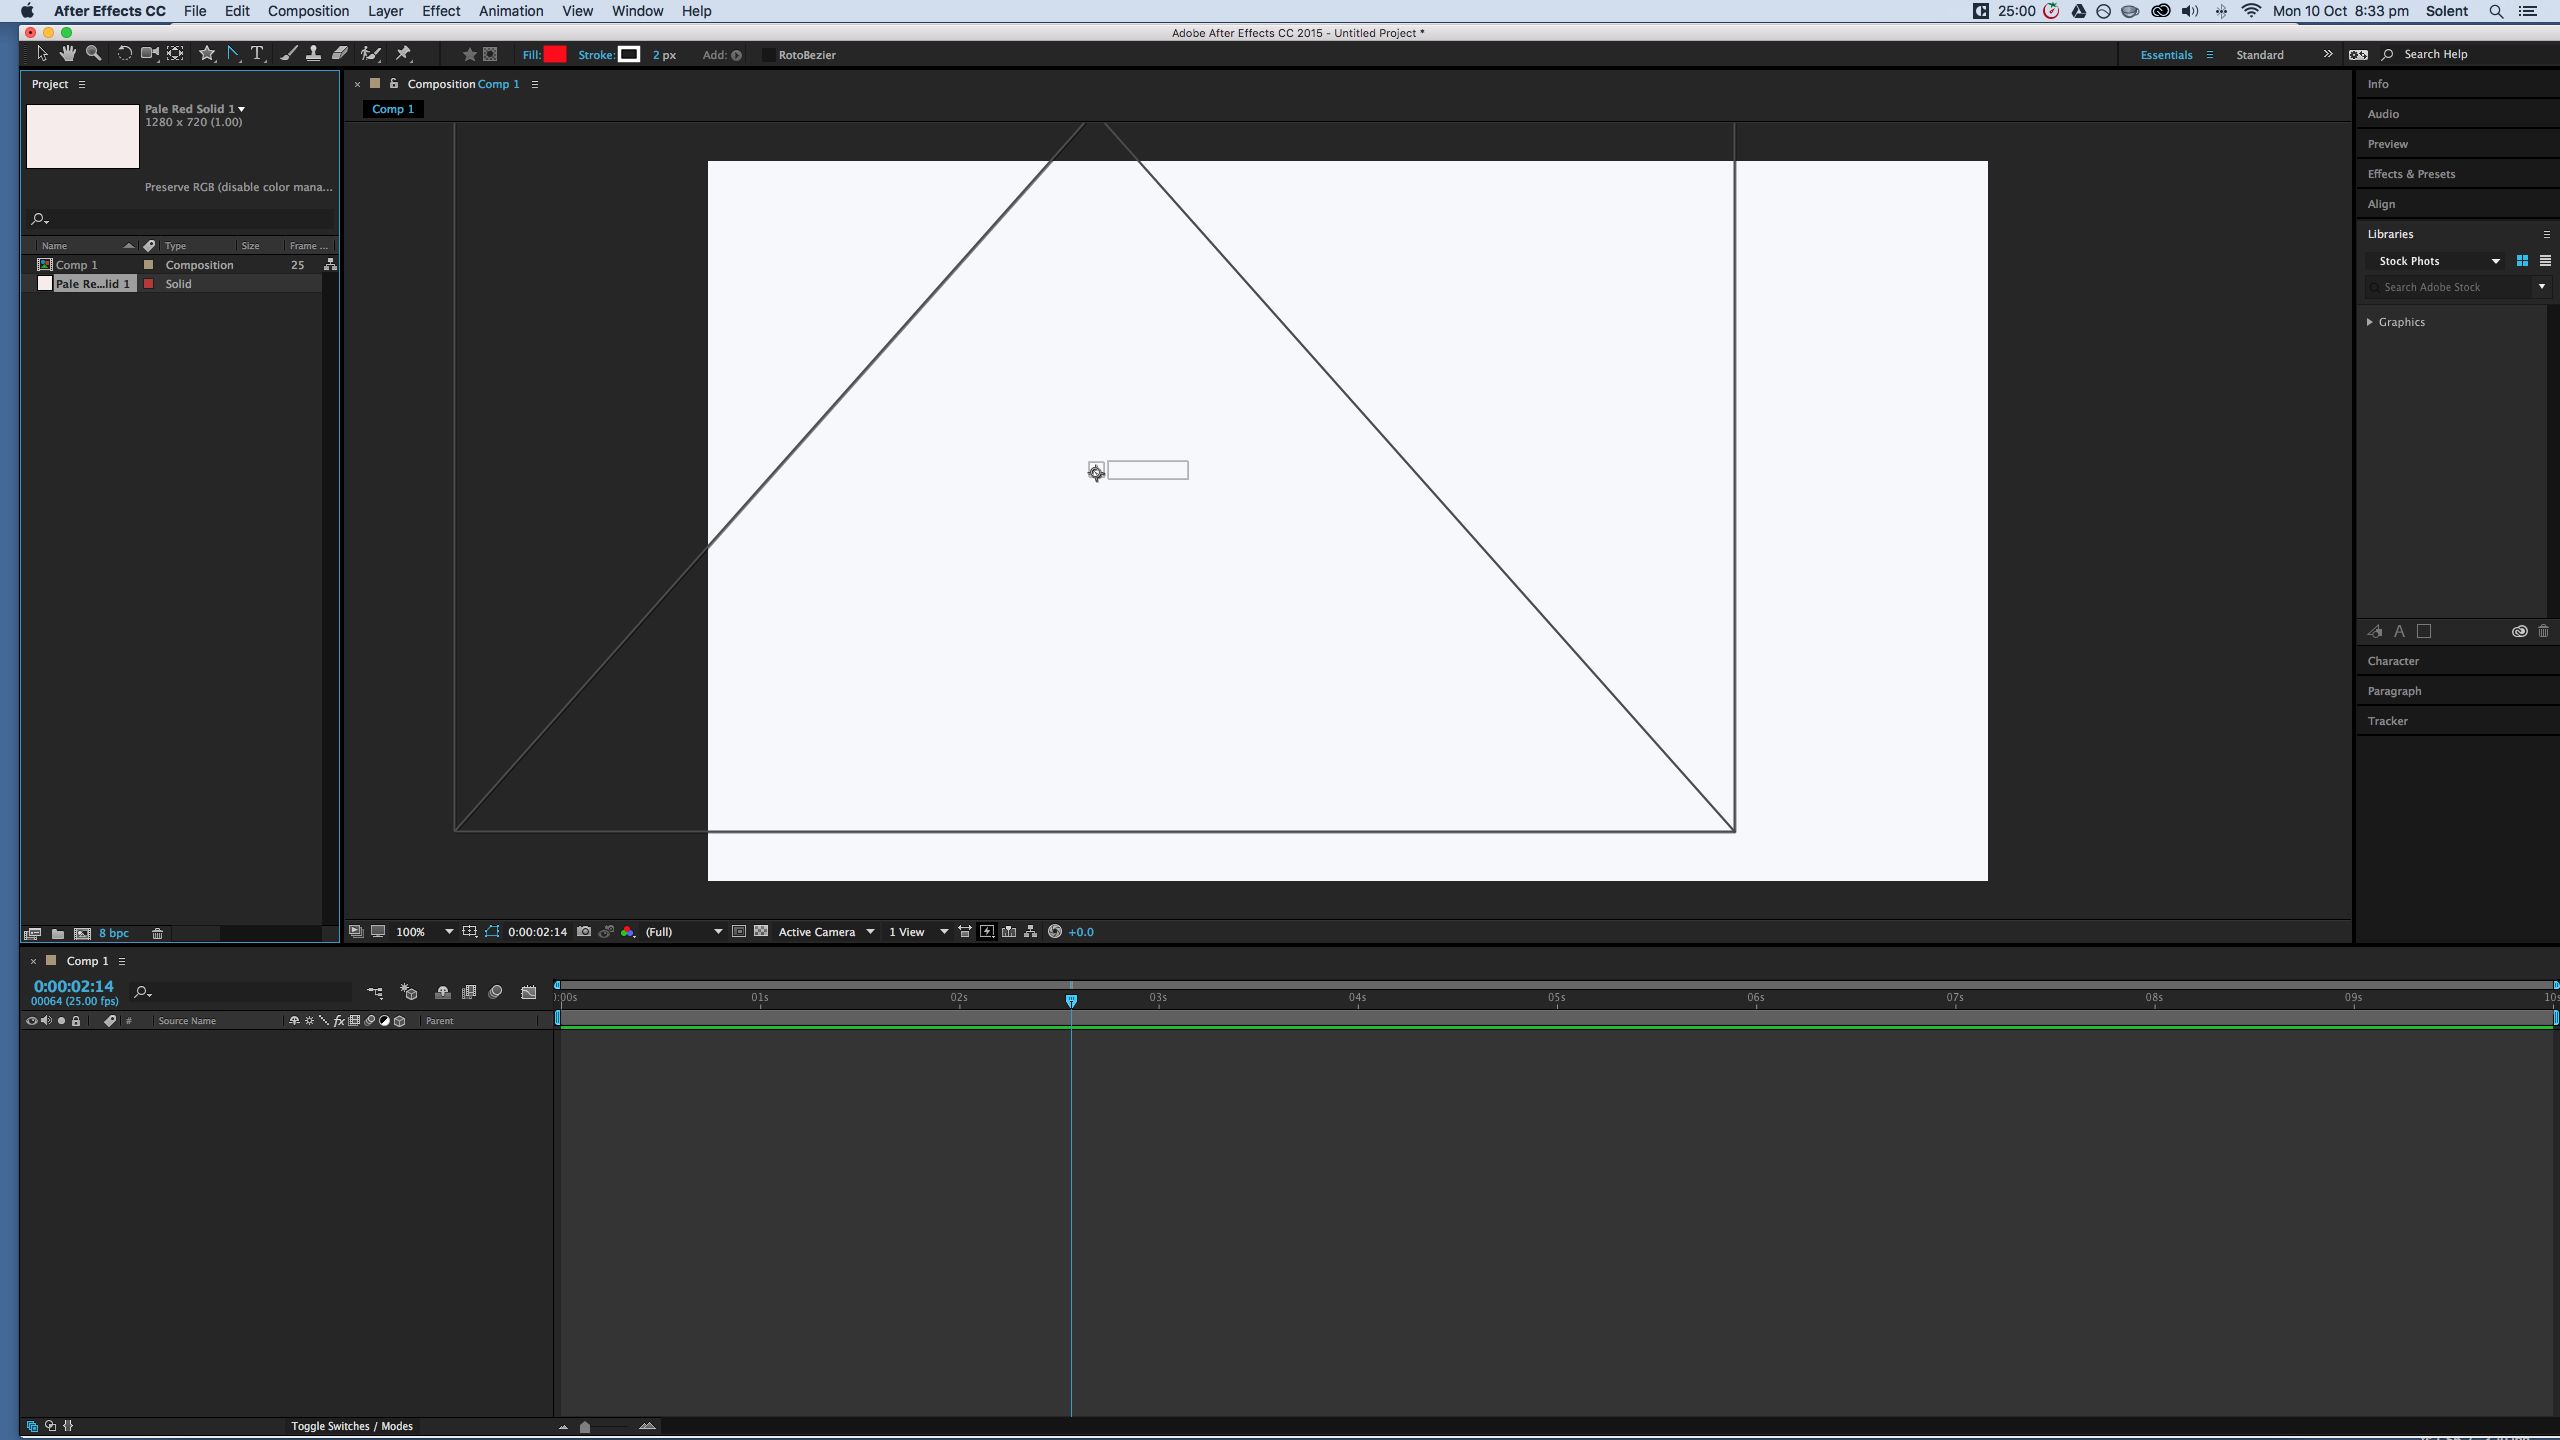 After Effects CC File Edit Composition Layer Effect Animation View Window Help 25:00 Mon 10 Oct 8:33 pm Solent
Adobe After Effects CC 2015 - Untitled Project *
T Fill: Stroke: 2 px Add: RotoBezier Essentials Standard Search Help
Project
Composition Comp 1
Info
Pale Red Solid 1
1280 x 720 (1.00)
Comp 1
Audio
Preview
Effects & Presets
Preserve RGB (disable color mana...
Align
Libraries
Name Type Size Frame ...
Comp 1 Composition 25
Stock Phots
Pale Re...lid 1 Solid
Search Adobe Stock
Graphics
A
Character
Paragraph
Tracker
8 bpc
100% 0:00:02:14 (Full) Active Camera 1 View +0.0
Comp 1
0:00:02:14
00064 (25.00 fps)
):00s 01s 02s 03s 04s 05s 06s 07s 08s 09s 10s
# Source Name fx Parent
Toggle Switches / Modes